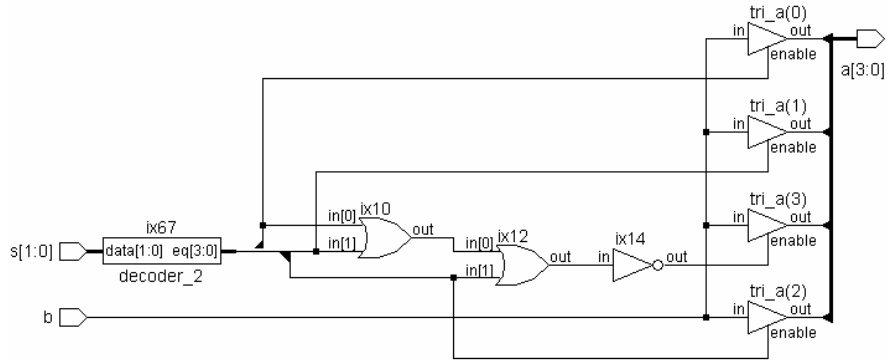 tri_a(0)
in out
enable
a[3:0]
tri_a(1)
in out
enable
ix10
in[0]
out
in[1]
ix67
s[1:0]
data[1:0] eq[3:0]
decoder_2
ix12
in[0]
out
in[1]
ix14
in out
tri_a(3)
in out
enable
tri_a(2)
in out
enable
b